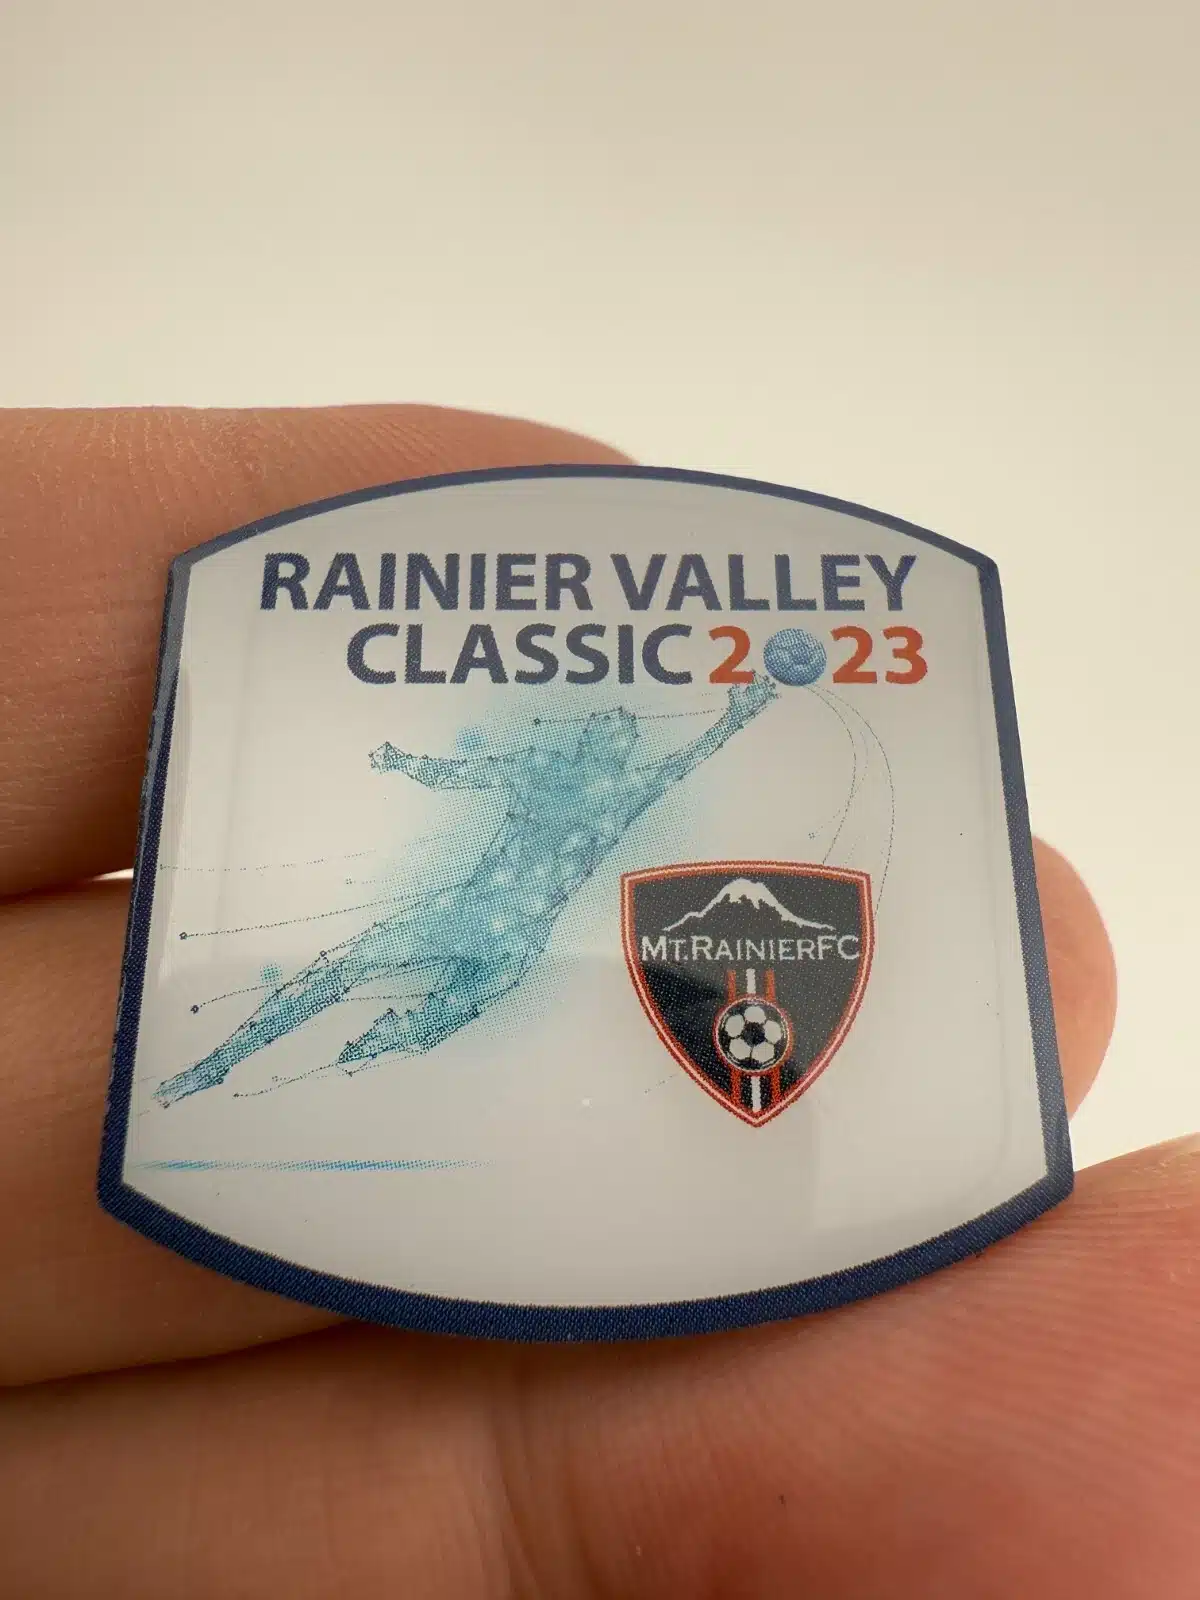 RAINIER VALLEY
CLASSIC 2023
MT.RAINIERFC